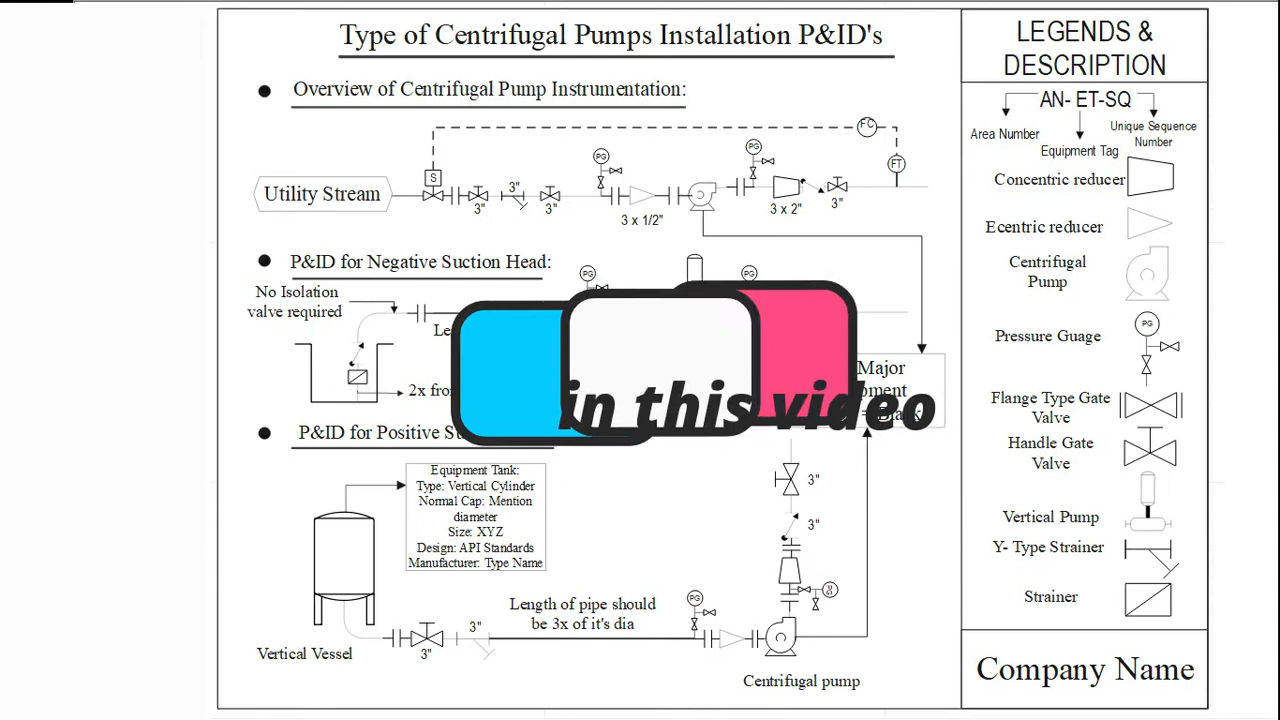 Type of Centrifugal Pumps Installation P&ID's
Overview of Centrifugal Pump Instrumentation:
FC
FT
PG
PG
S
Utility Stream
3"
3"
3"
3 x 1/2"
3 x 2"
3"
P&ID for Negative Suction Head:
PG
PG
No Isolation
valve required
2x
Major
in this video
P&ID for Positive
Equipment Tank:
Type: Vertical Cylinder
Normal Cap: Mention
diameter
Size: XYZ
Design: API Standards
Manufacturer: Type Name
3"
3"
Length of pipe should
be 3x of it's dia
PG
3"
3"
Vertical Vessel
Centrifugal pump
LEGENDS &
DESCRIPTION
AN- ET-SQ
Area Number
Equipment Tag
Unique Sequence
Number
Concentric reducer
Ecentric reducer
Centrifugal
Pump
Pressure Guage
PG
Flange Type Gate
Valve
Handle Gate
Valve
Vertical Pump
Y- Type Strainer
Strainer
Company Name